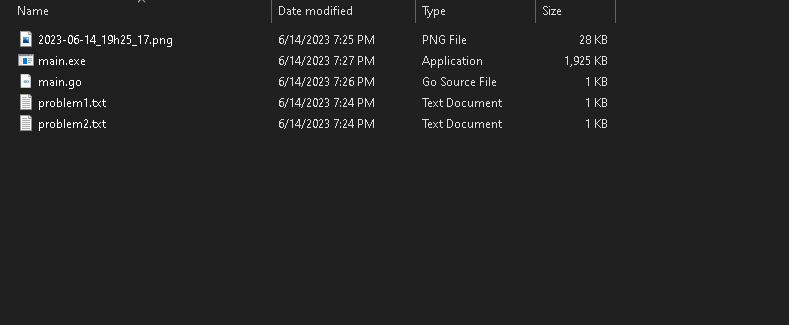 Name Date modified Type Size
2023-06-14_19h25_17.png 6/14/2023 7:25 PM PNG File 28 KB
main.exe 6/14/2023 7:27 PM Application 1,925 KB
main.go 6/14/2023 7:26 PM Go Source File 1 KB
problem1.txt 6/14/2023 7:24 PM Text Document 1 KB
problem2.txt 6/14/2023 7:24 PM Text Document 1 KB